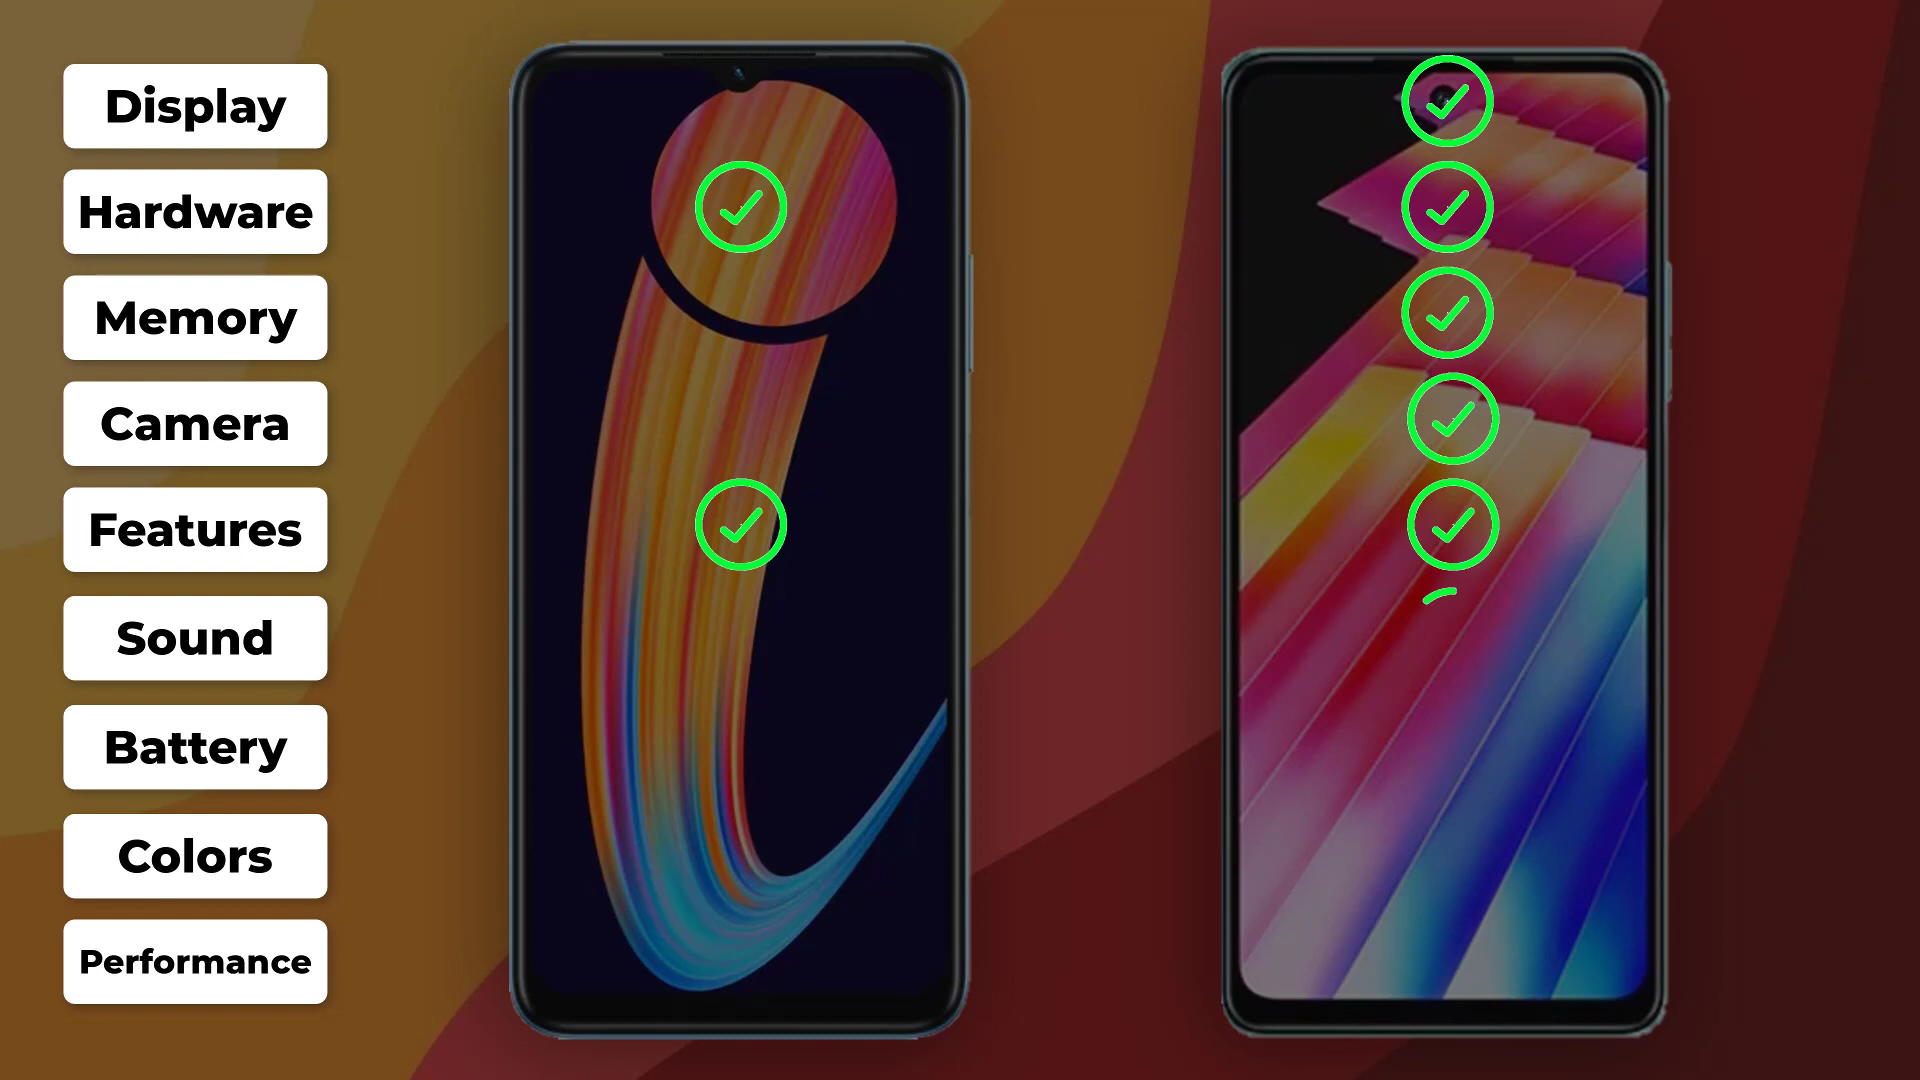 Display
Hardware
Memory
Camera
Features
Sound
Battery
Colors
Performance